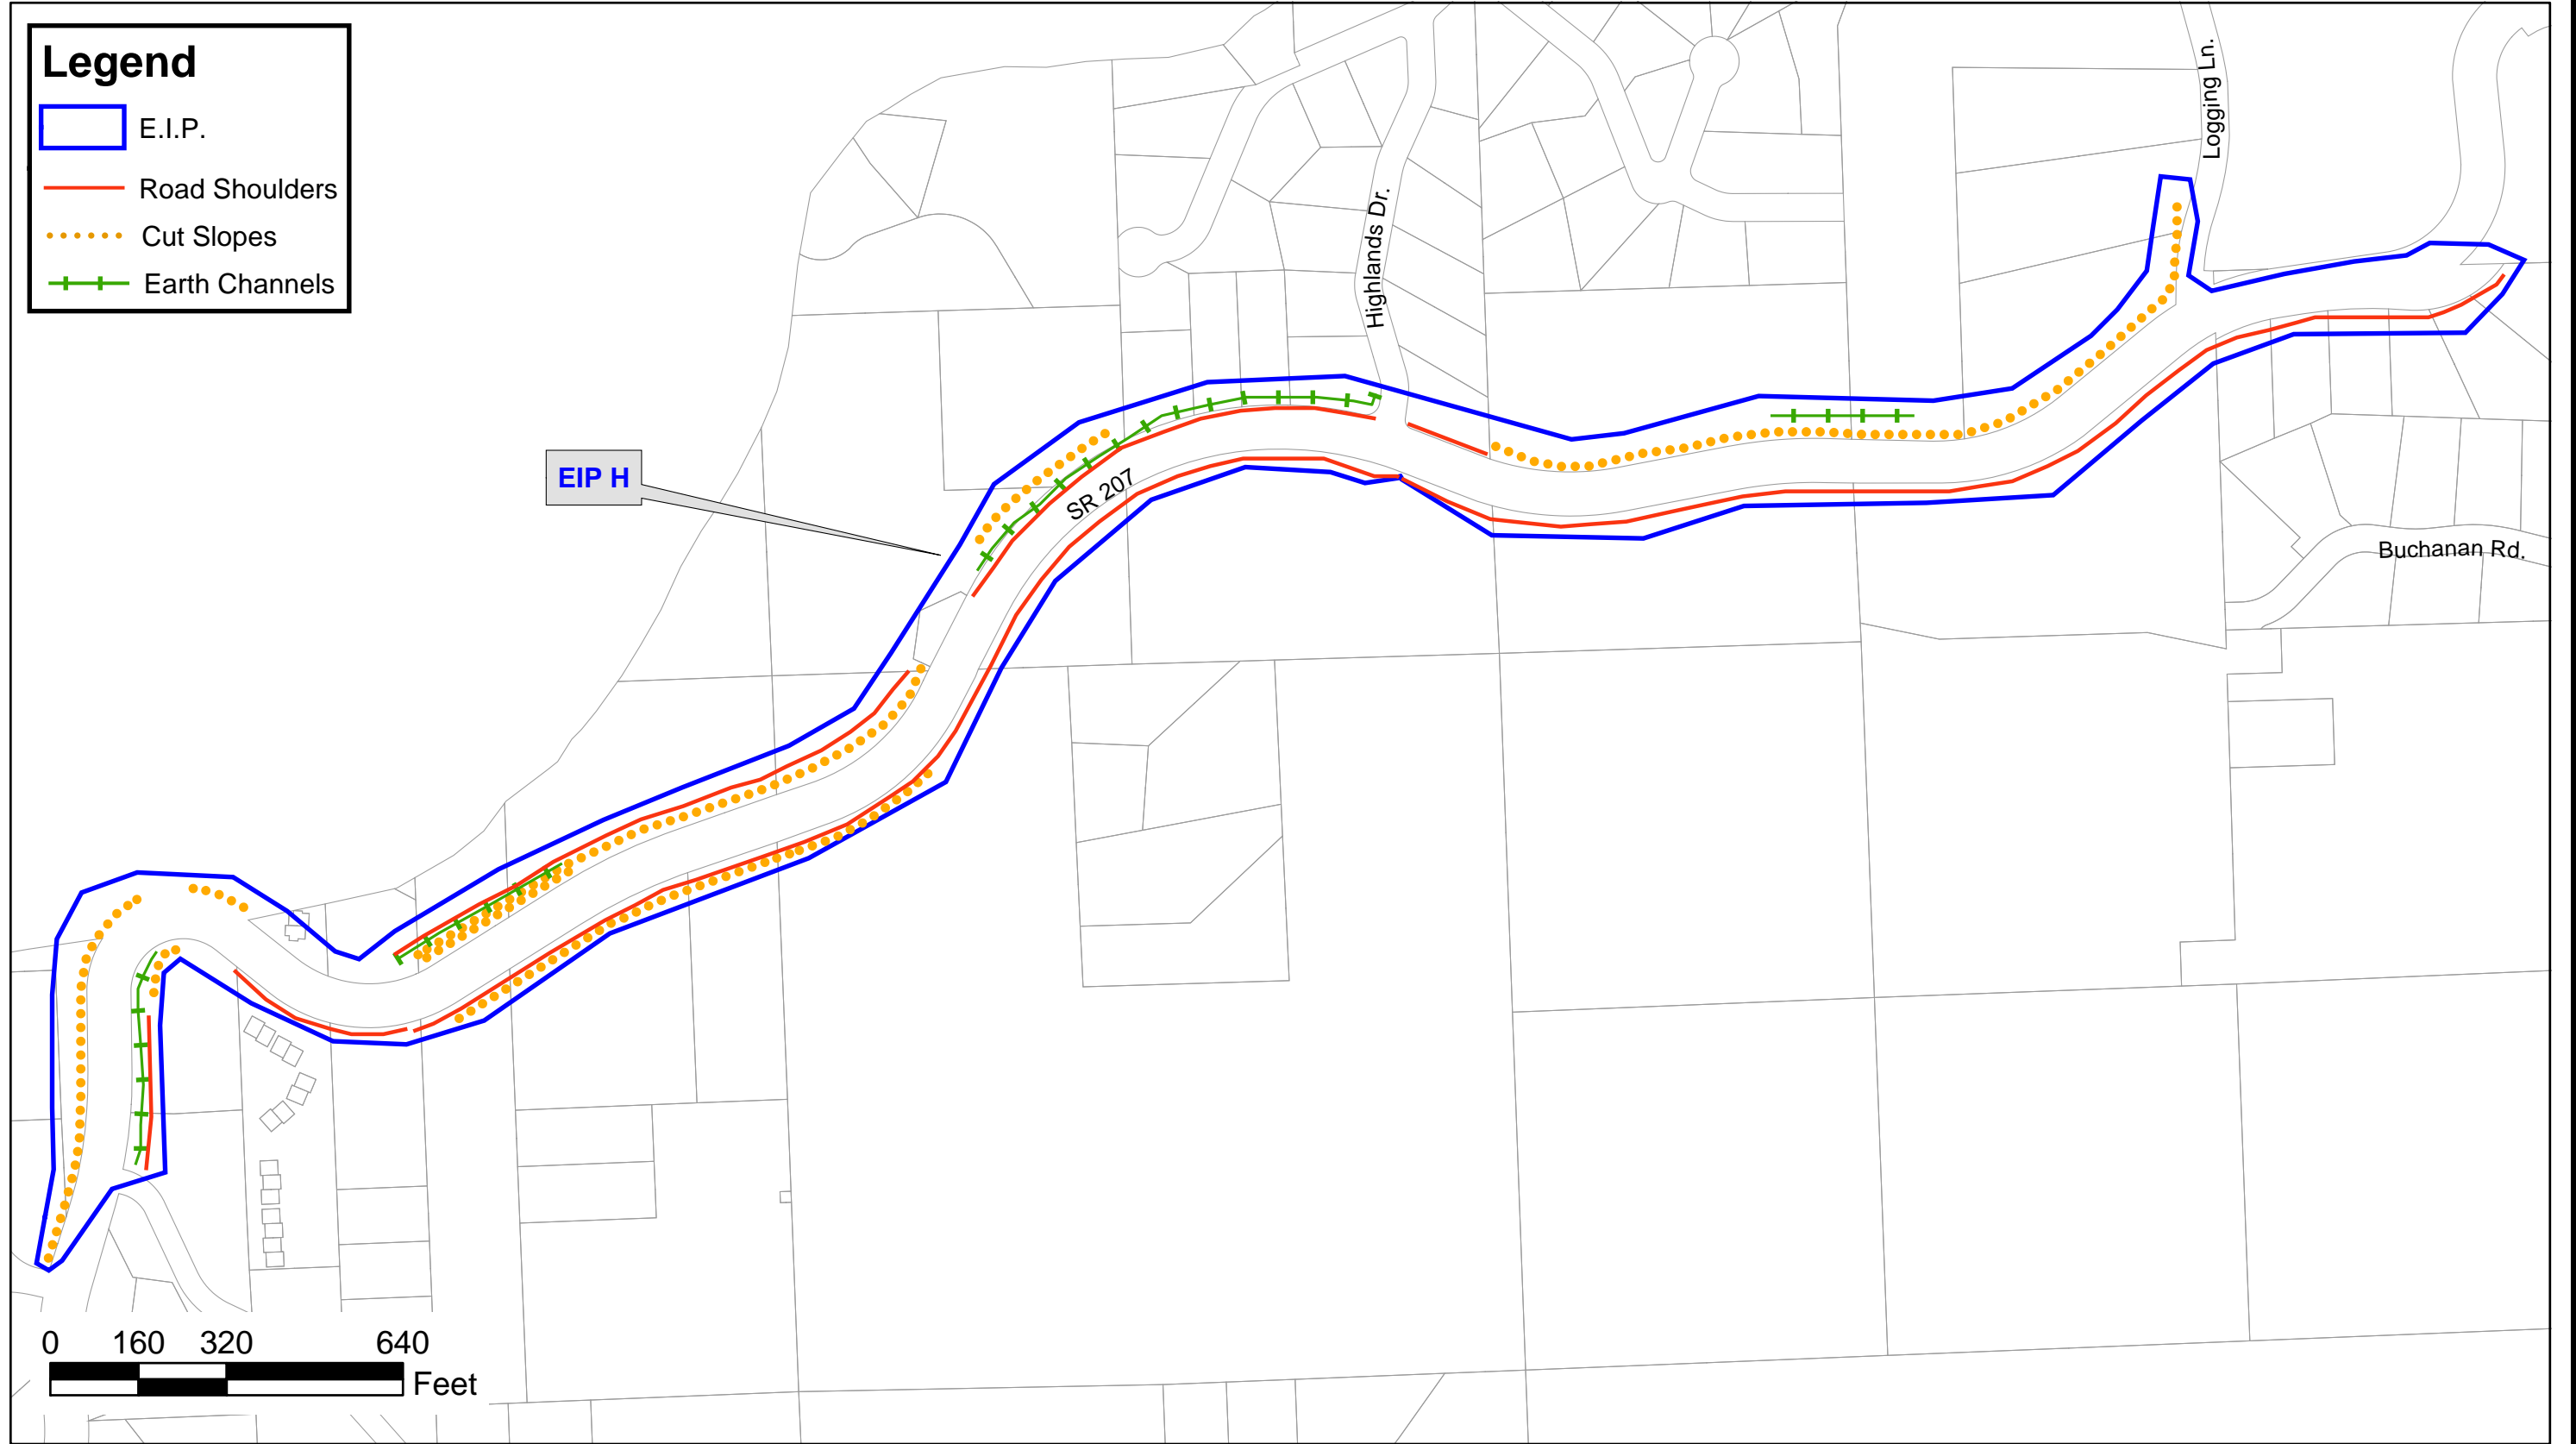 Legend
E.I.P.
Road Shoulders
Cut Slopes
Earth Channels
Logging Ln.
Highlands Dr.
EIP H
SR 207
Buchanan Rd.
0 160 320 640
Feet